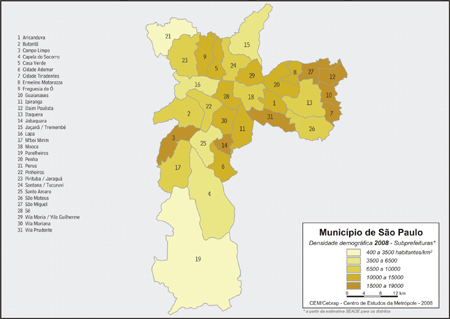 1 Aricanduva
2 Butantã
3 Campo Limpo
4 Capela do Socorro
5 Casa Verde
6 Cidade Ademar
7 Cidade Tiradentes
8 Ermelino Matarazzo
9 Freguesia do Ó
10 Guaianases
11 Ipiranga
12 Itaim Paulista
13 Itaquera
14 Jabaquara
15 Jaçanã / Tremembé
16 Lapa
17 M'Boi Mirim
18 Mooca
19 Parelheiros
20 Penha
21 Perus
22 Pinheiros
23 Pirituba / Jaraguá
24 Santana / Tucuruvi
25 Santo Amaro
26 São Mateus
27 São Miguel
28 Sé
29 Vila Maria / Vila Guilherme
30 Vila Mariana
31 Vila Prudente
21
15
23
9
5
24
29
8
27
12
16
20
10
28
18
1
13
7
2
22
31
30
11
26
3
25
14
17
6
4
19
Município de São Paulo
Densidade demográfica 2008 - Subprefeituras*
400 a 3500 habitantes/km²
3500 a 6500
6500 a 10000
10000 a 15000
15000 a 19000
0 4 8 12 km
CEM/Cebrap - Centro de Estudos da Metrópole - 2008
* a partir da estimativa SEADE para os distritos